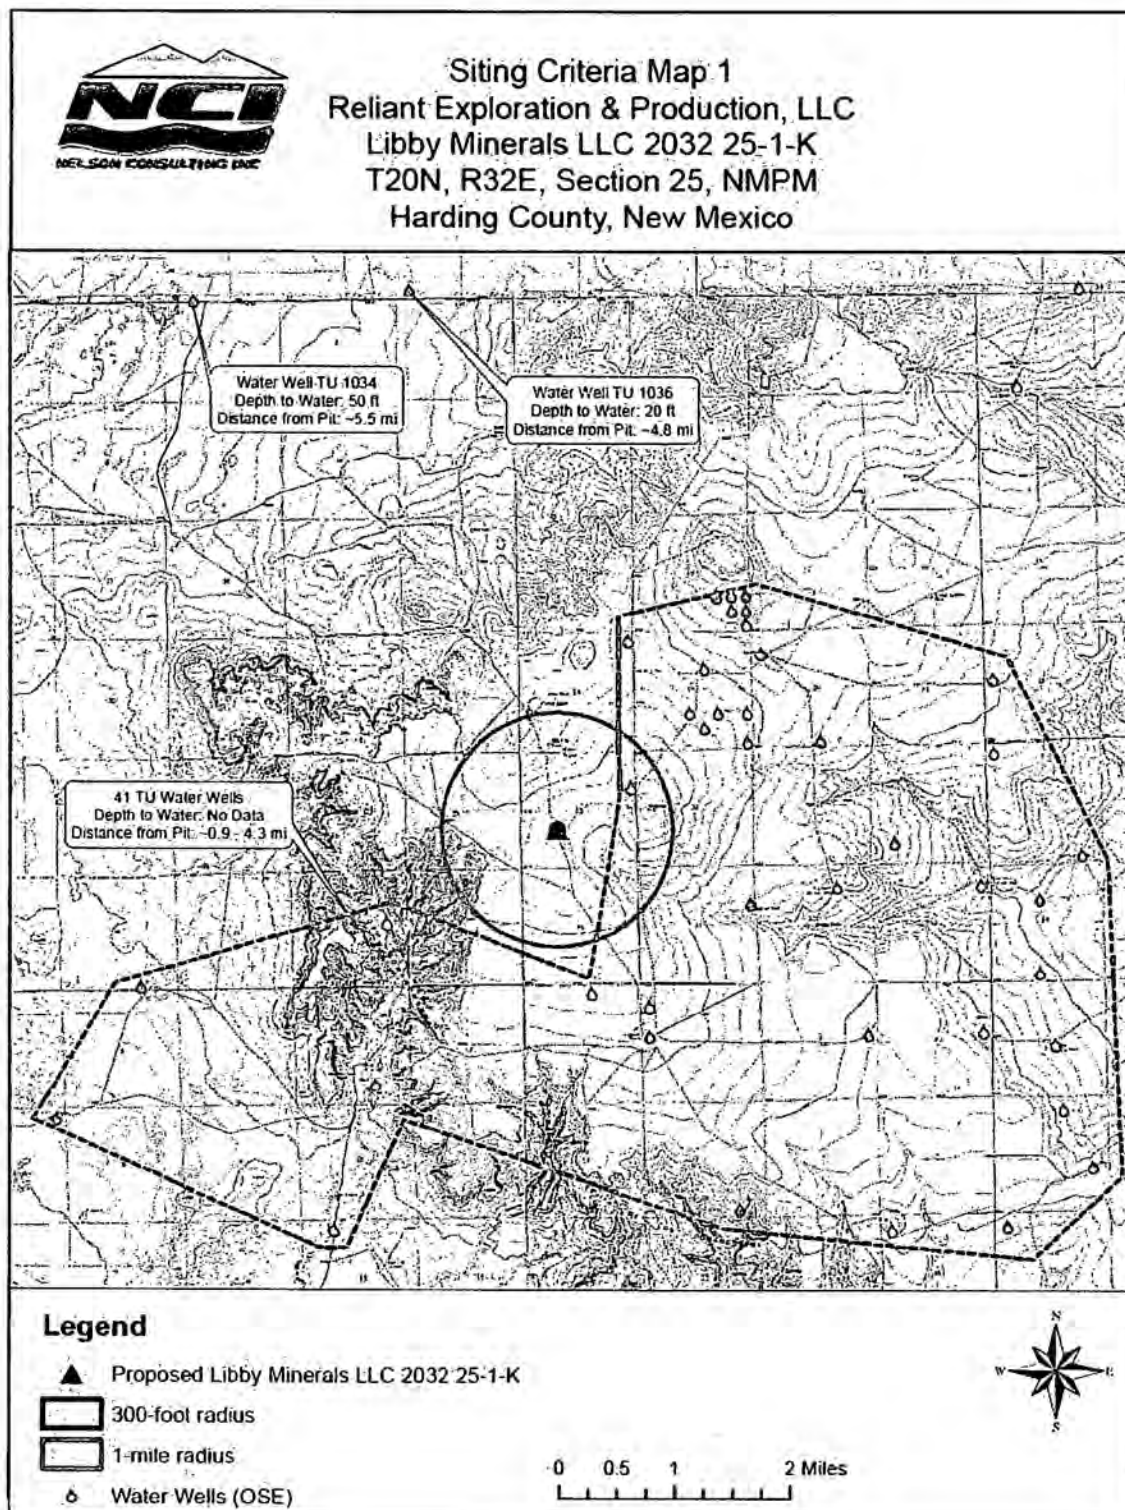 NCI
NELSON CONSULTING INC
Siting Criteria Map 1
Reliant Exploration & Production, LLC
Libby Minerals LLC 2032 25-1-K
T20N, R32E, Section 25, NMPM
Harding County, New Mexico
Water Well TU 1034
Depth to Water: 50 ft
Distance from Pit: ~5.5 mi
Water Well TU 1036
Depth to Water: 20 ft
Distance from Pit: ~4.8 mi
41 TU Water Wells
Depth to Water: No Data
Distance from Pit: ~0.9 - 4.3 mi
Legend
Proposed Libby Minerals LLC 2032 25-1-K
300-foot radius
1-mile radius
Water Wells (OSE)
N
W
E
S
0 0.5 1 2 Miles